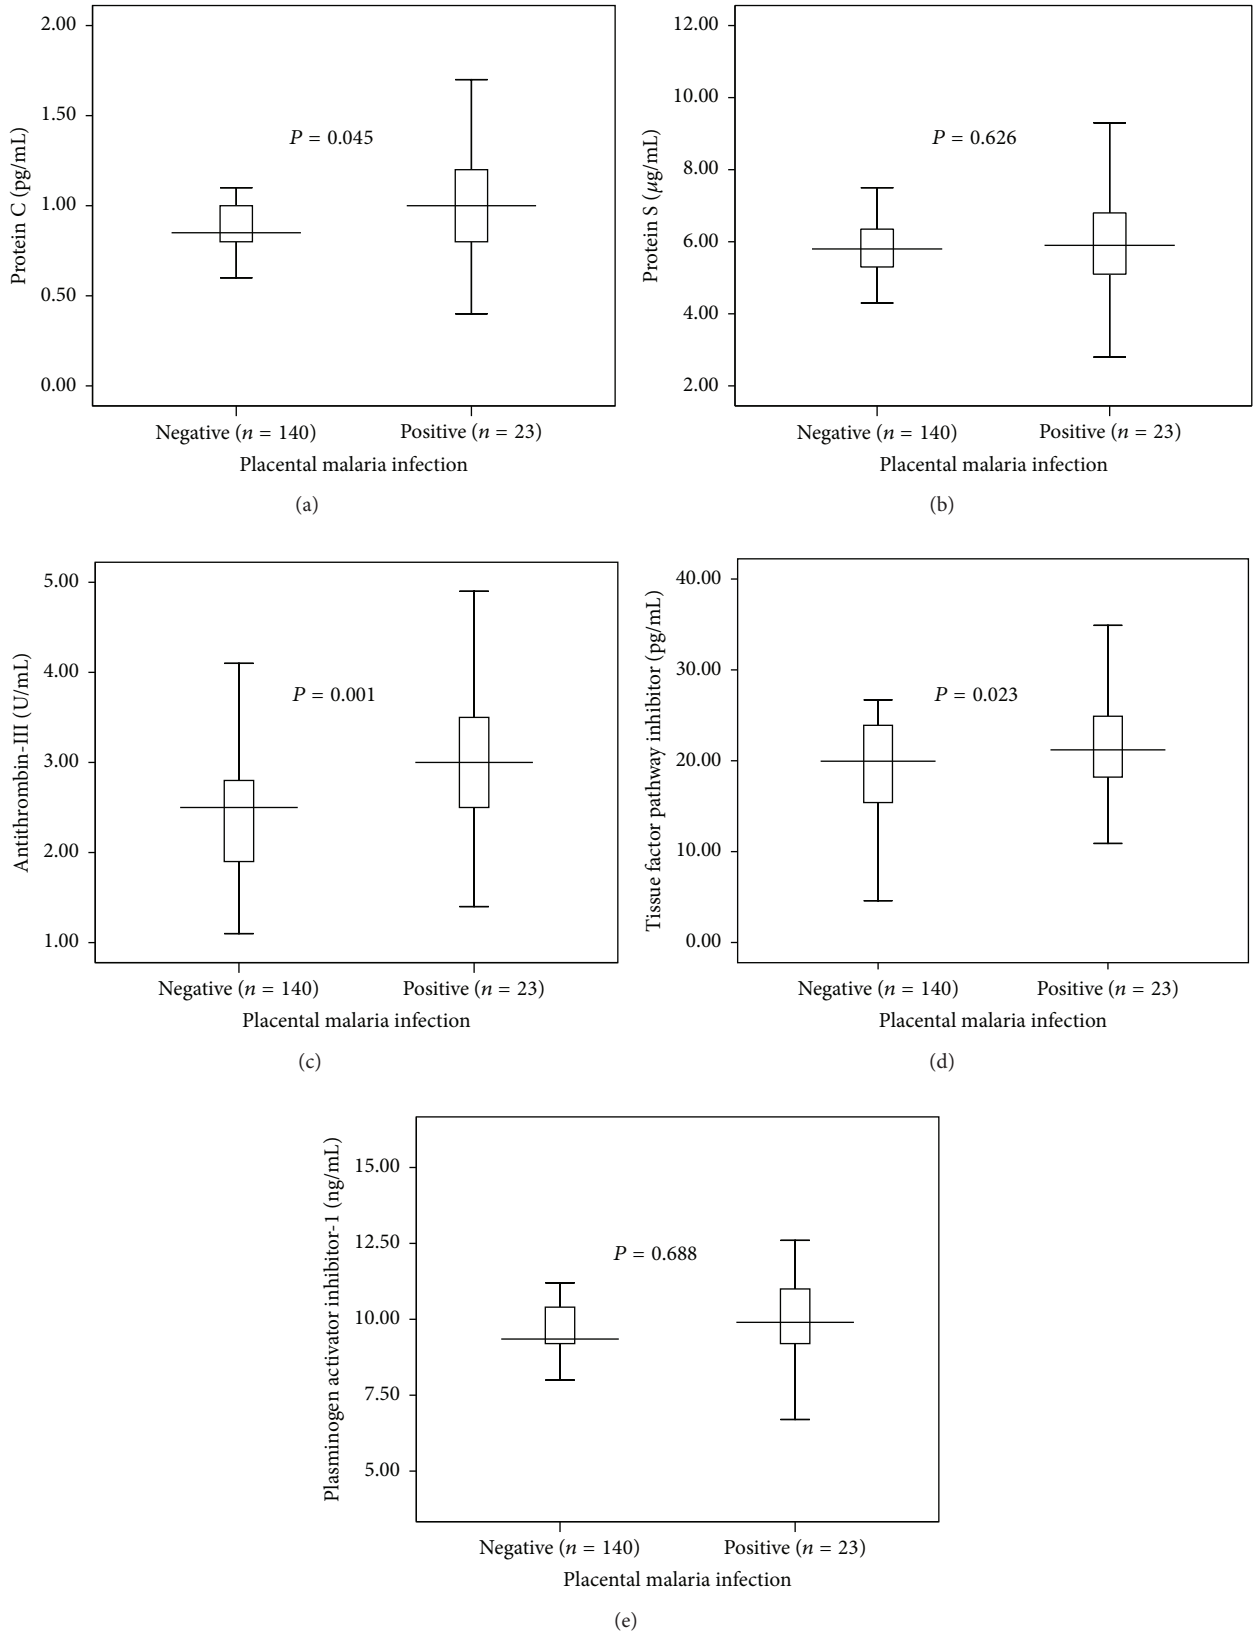 Protein C (pg/mL)
2.00
1.50
1.00
0.50
0.00
P = 0.045
Negative (n = 140)
Positive (n = 23)
Placental malaria infection
(a)
Protein S (μg/mL)
12.00
10.00
8.00
6.00
4.00
2.00
P = 0.626
Negative (n = 140)
Positive (n = 23)
Placental malaria infection
(b)
Antithrombin-III (U/mL)
5.00
4.00
3.00
2.00
1.00
P = 0.001
Negative (n = 140)
Positive (n = 23)
Placental malaria infection
(c)
Tissue factor pathway inhibitor (pg/mL)
40.00
30.00
20.00
10.00
0.00
P = 0.023
Negative (n = 140)
Positive (n = 23)
Placental malaria infection
(d)
Plasminogen activator inhibitor-1 (ng/mL)
15.00
12.50
10.00
7.50
5.00
P = 0.688
Negative (n = 140)
Positive (n = 23)
Placental malaria infection
(e)